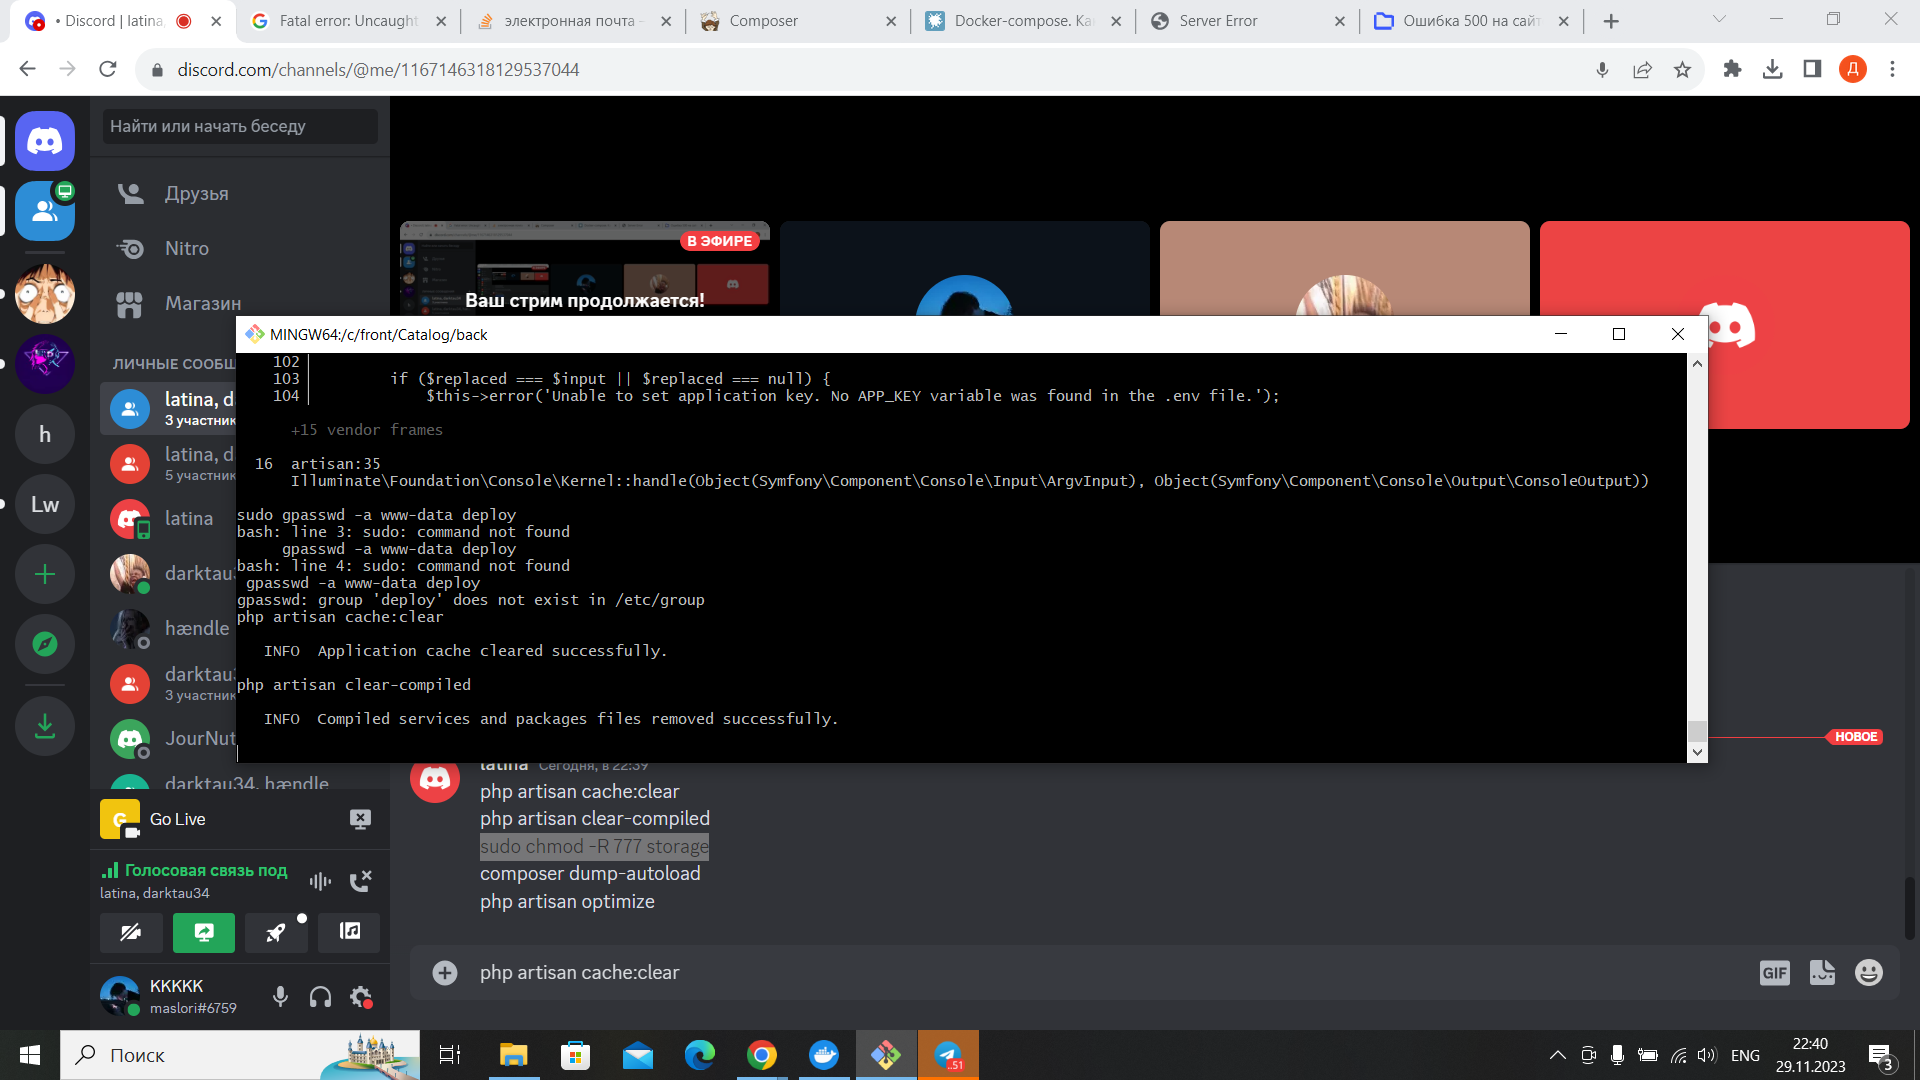 • Discord | latina,
Fatal error: Uncaught
электронная почта -
Composer
Docker-compose. Ка
Server Error
Ошибка 500 на сайт
discord.com/channels/@me/1167146318129537044
Д
Найти или начать беседу
Друзья
Nitro
Магазин
ЛИЧНЫЕ СООБЩ
latina, d
3 участник
latina, d
5 участник
latina
darktau
hændle
darktau
3 участник
JourNut
darktau34, hændle
h
Lw
В ЭФИРЕ
Ваш стрим продолжается!
MINGW64:/c/front/Catalog/back
102
103 if ($replaced === $input || $replaced === null) {
104 $this->error('Unable to set application key. No APP_KEY variable was found in the .env file.');
+15 vendor frames
16 artisan:35
Illuminate\Foundation\Console\Kernel::handle(Object(Symfony\Component\Console\Input\ArgvInput), Object(Symfony\Component\Console\Output\ConsoleOutput))
sudo gpasswd -a www-data deploy
bash: line 3: sudo: command not found
gpasswd -a www-data deploy
bash: line 4: sudo: command not found
gpasswd -a www-data deploy
gpasswd: group 'deploy' does not exist in /etc/group
php artisan cache:clear
INFO Application cache cleared successfully.
php artisan clear-compiled
INFO Compiled services and packages files removed successfully.
НОВОЕ
latina Сегодня, в 22:39
php artisan cache:clear
php artisan clear-compiled
sudo chmod -R 777 storage
composer dump-autoload
php artisan optimize
php artisan cache:clear
GIF
G
Go Live
Голосовая связь под
latina, darktau34
KKKKK
maslori#6759
Поиск
..51
ENG
22:40
29.11.2023
3